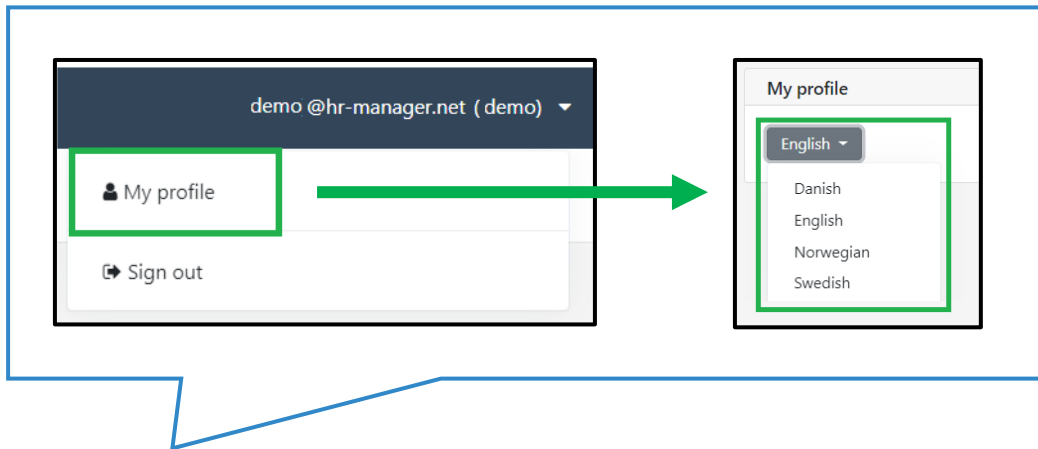 demo @hr-manager.net ( demo)
My profile
Sign out
My profile
English
Danish
English
Norwegian
Swedish